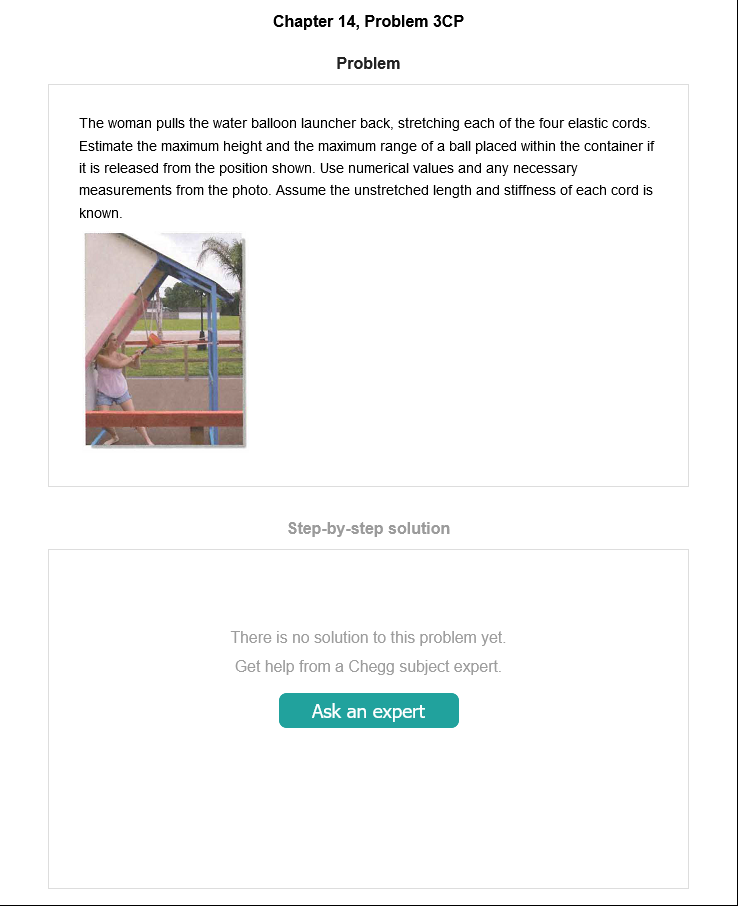 Chapter 14, Problem 3CP
Problem
The woman pulls the water balloon launcher back, stretching each of the four elastic cords.
Estimate the maximum height and the maximum range of a ball placed within the container if
it is released from the position shown. Use numerical values and any necessary
measurements from the photo. Assume the unstretched length and stiffness of each cord is
known.
Step-by-step solution
There is no solution to this problem yet.
Get help from a Chegg subject expert.
Ask an expert